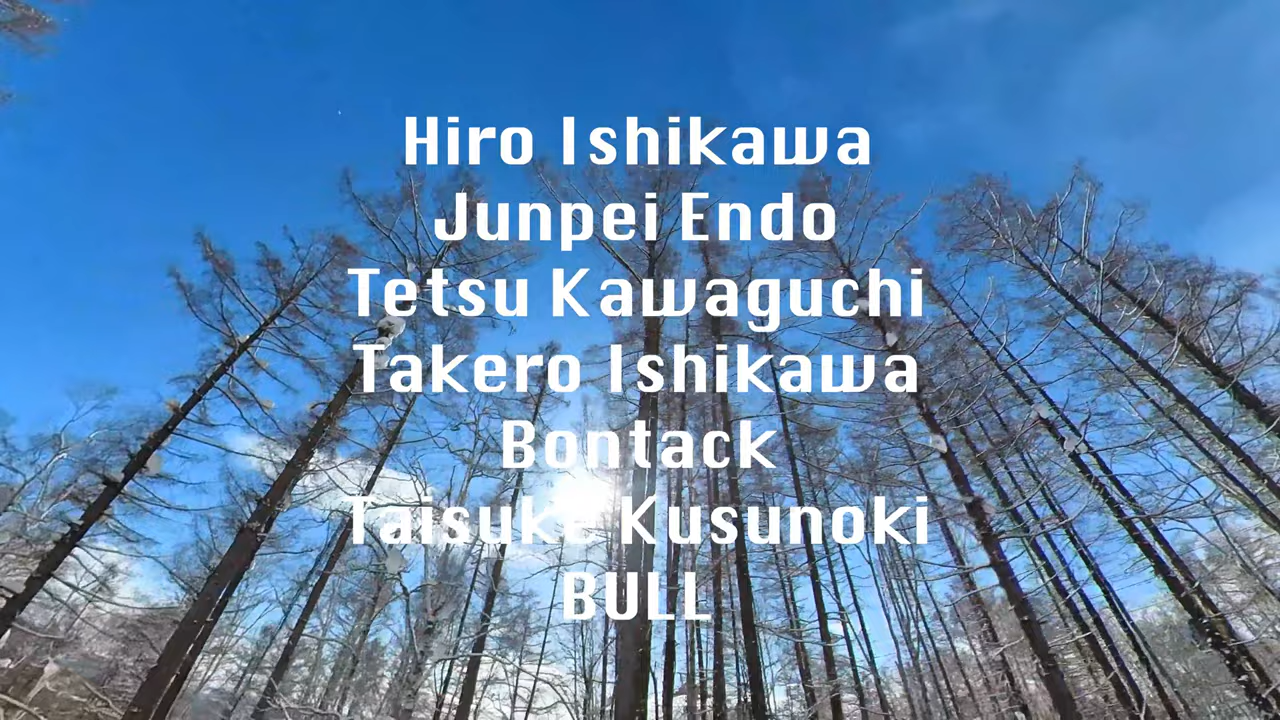 Hiro Ishikawa
Junpei Endo
Tetsu Kawaguchi
Takero Ishikawa
Bontack
Taisuke Kusunoki
BULL